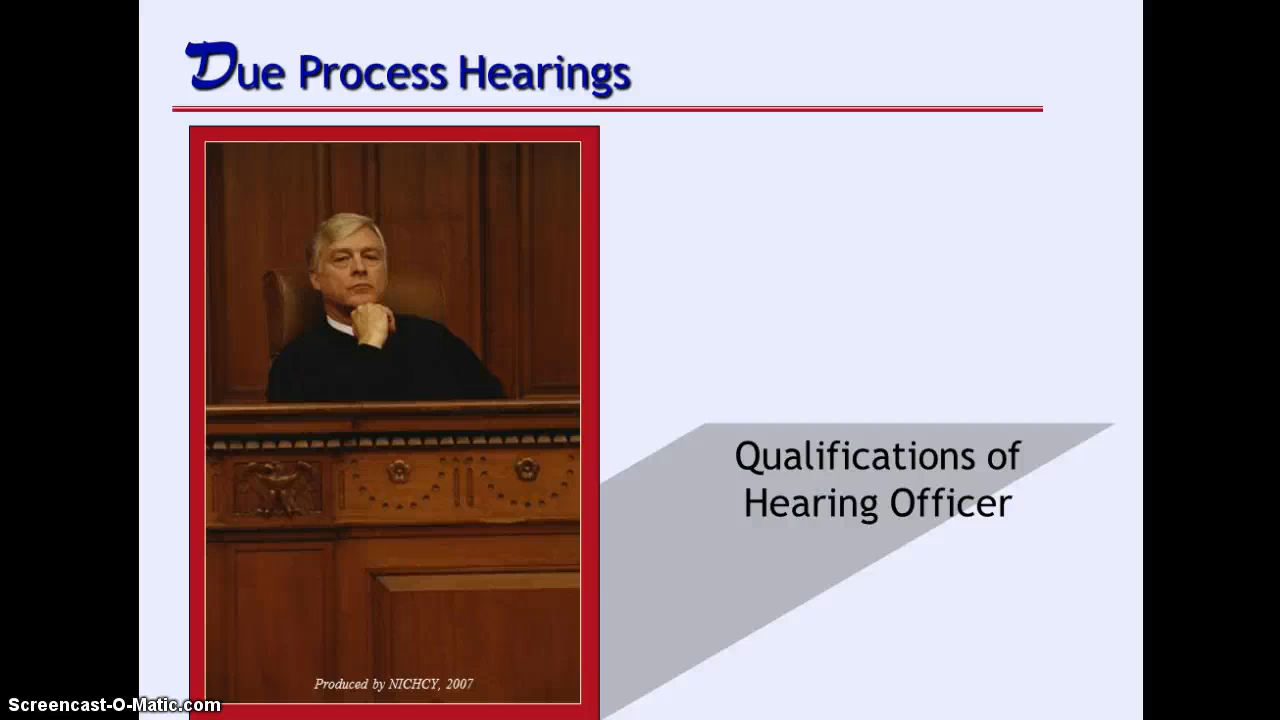 Due Process Hearings
Qualifications of
Hearing Officer
Produced by NICHCY, 2007
Screencast-O-Matic.com